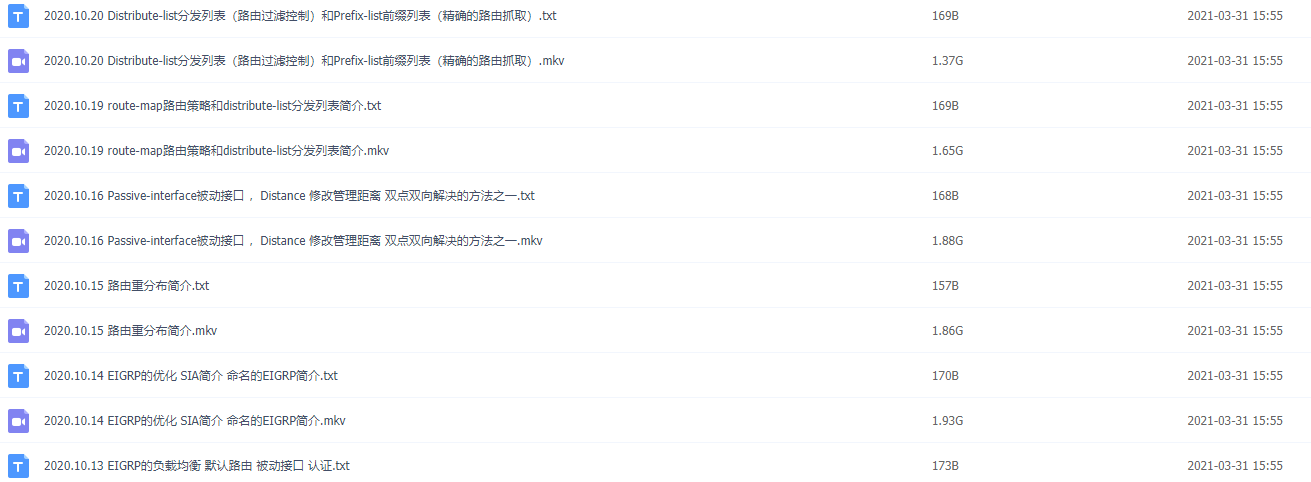 2020.10.20 Distribute-list分发列表（路由过滤控制）和Prefix-list前缀列表（精确的路由抓取）.txt 169B 2021-03-31 15:55
2020.10.20 Distribute-list分发列表（路由过滤控制）和Prefix-list前缀列表（精确的路由抓取）.mkv 1.37G 2021-03-31 15:55
2020.10.19 route-map路由策略和distribute-list分发列表简介.txt 169B 2021-03-31 15:55
2020.10.19 route-map路由策略和distribute-list分发列表简介.mkv 1.65G 2021-03-31 15:55
2020.10.16 Passive-interface被动接口 ，Distance 修改管理距离 双点双向解决的方法之一.txt 168B 2021-03-31 15:55
2020.10.16 Passive-interface被动接口 ，Distance 修改管理距离 双点双向解决的方法之一.mkv 1.88G 2021-03-31 15:55
2020.10.15 路由重分布简介.txt 157B 2021-03-31 15:55
2020.10.15 路由重分布简介.mkv 1.86G 2021-03-31 15:55
2020.10.14 EIGRP的优化 SIA简介 命名的EIGRP简介.txt 170B 2021-03-31 15:55
2020.10.14 EIGRP的优化 SIA简介 命名的EIGRP简介.mkv 1.93G 2021-03-31 15:55
2020.10.13 EIGRP的负载均衡 默认路由 被动接口 认证.txt 173B 2021-03-31 15:55